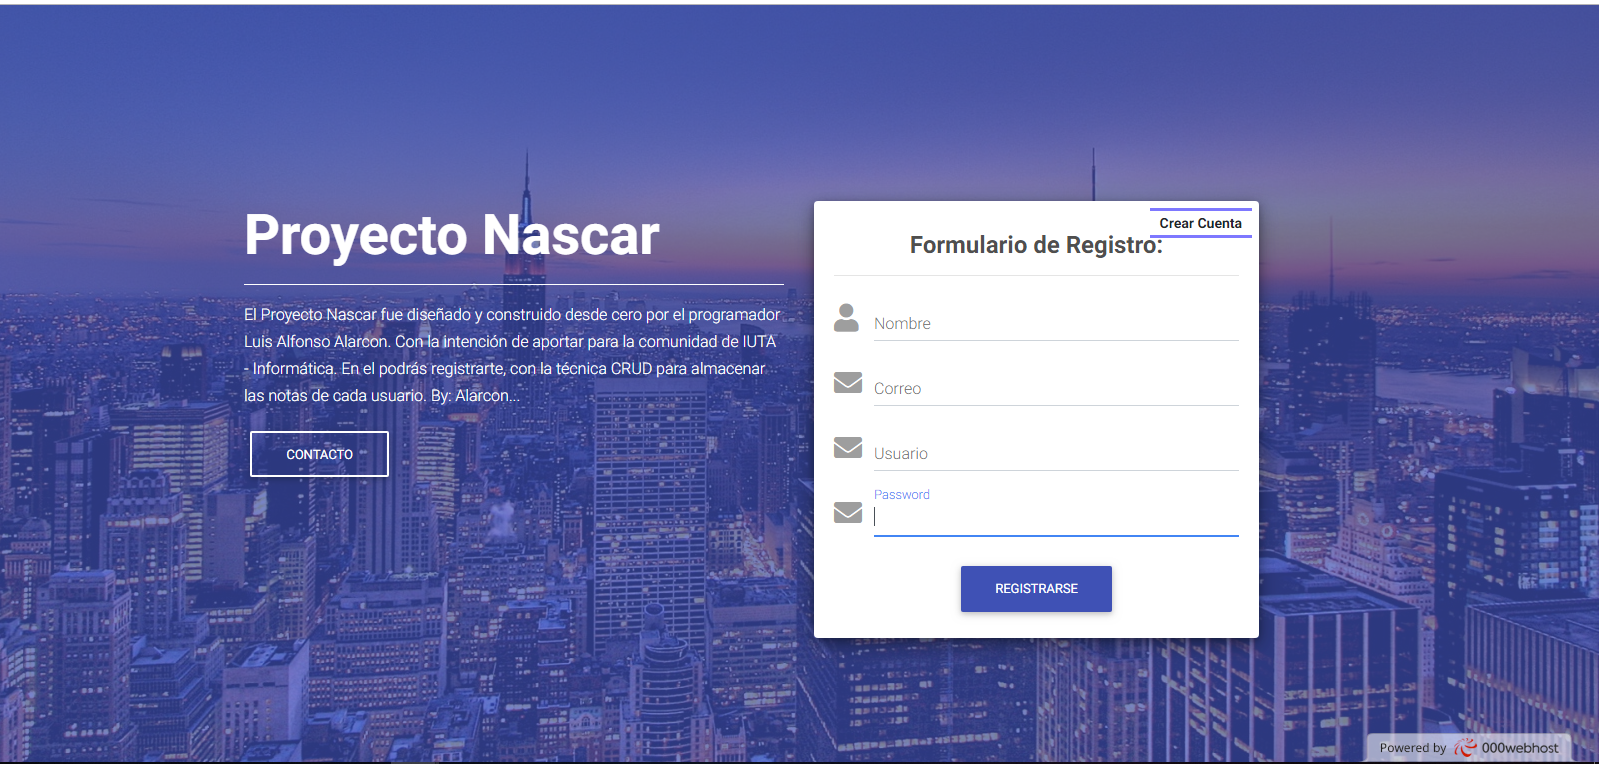 Proyecto Nascar
El Proyecto Nascar fue diseñado y construido desde cero por el programador
Luis Alfonso Alarcon. Con la intención de aportar para la comunidad de IUTA
- Informática. En el podrás registrarte, con la técnica CRUD para almacenar
las notas de cada usuario. By: Alarcon...
CONTACTO
Crear Cuenta
Formulario de Registro:
Nombre
Correo
Usuario
Password
REGISTRARSE
Powered by 000webhost